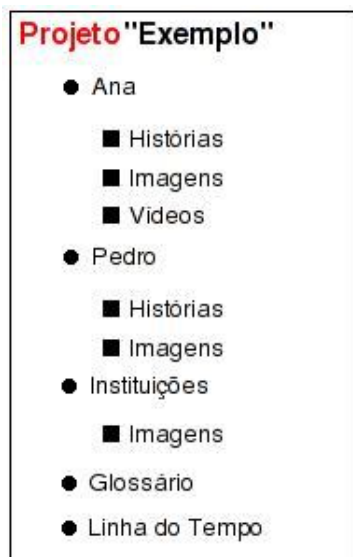 Projeto "Exemplo"
Ana
Histórias
Imagens
Vídeos
Pedro
Histórias
Imagens
Instituições
Imagens
Glossário
Linha do Tempo